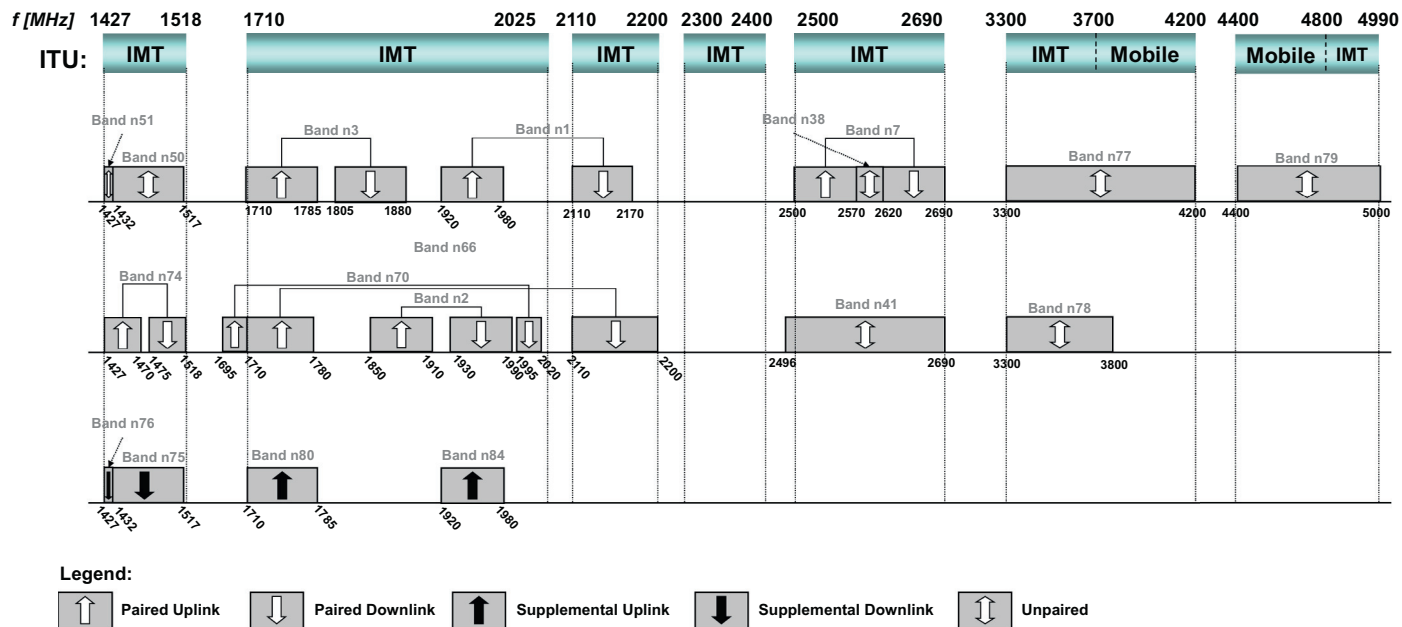 f [MHz] 1427 1518 1710 2025 2110 2200 2300 2400 2500 2690 3300 3700 4200 4400 4800 4990
ITU: IMT IMT IMT IMT IMT IMT Mobile Mobile IMT
Band n51
Band n50
Band n3
Band n1
Band n38
Band n7
Band n77
Band n79
1427 1432 1517 1710 1785 1805 1880 1920 1980 2110 2170 2500 2570 2620 2690 3300 4200 4400 5000
Band n66
Band n74
Band n70
Band n2
Band n41
Band n78
1427 1470 1475 1518 1695 1710 1780 1850 1910 1930 1990 1995 2020 2110 2200 2496 2690 3300 3800
Band n76
Band n75
Band n80
Band n84
1427 1432 1517 1710 1785 1920 1980
Legend:
Paired Uplink Paired Downlink Supplemental Uplink Supplemental Downlink Unpaired